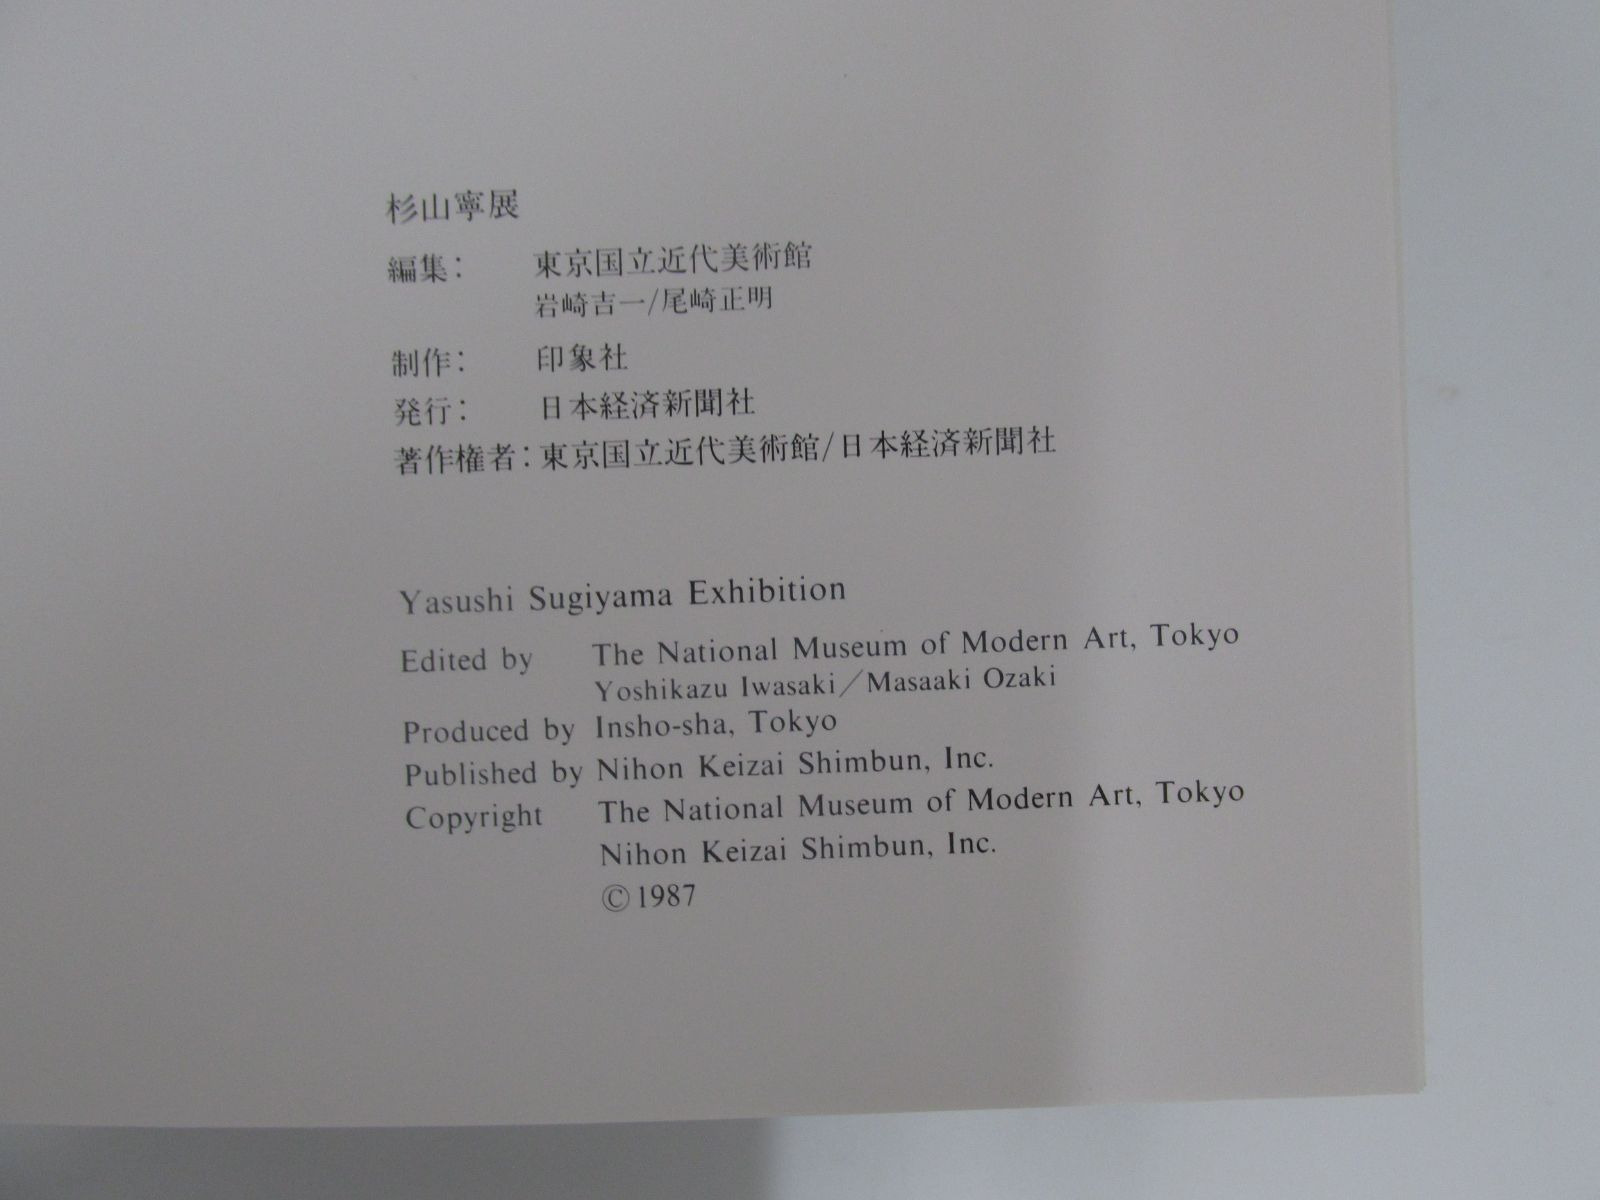 杉山寧展
編集： 東京国立近代美術館
岩崎吉一/尾崎正明
制作： 印象社
発行： 日本経済新聞社
著作権者：東京国立近代美術館/日本経済新聞社
Yasushi Sugiyama Exhibition
Edited by The National Museum of Modern Art, Tokyo
Yoshikazu Iwasaki／Masaaki Ozaki
Produced by Insho-sha, Tokyo
Published by Nihon Keizai Shimbun, Inc.
Copyright The National Museum of Modern Art, Tokyo
Nihon Keizai Shimbun, Inc.
©1987